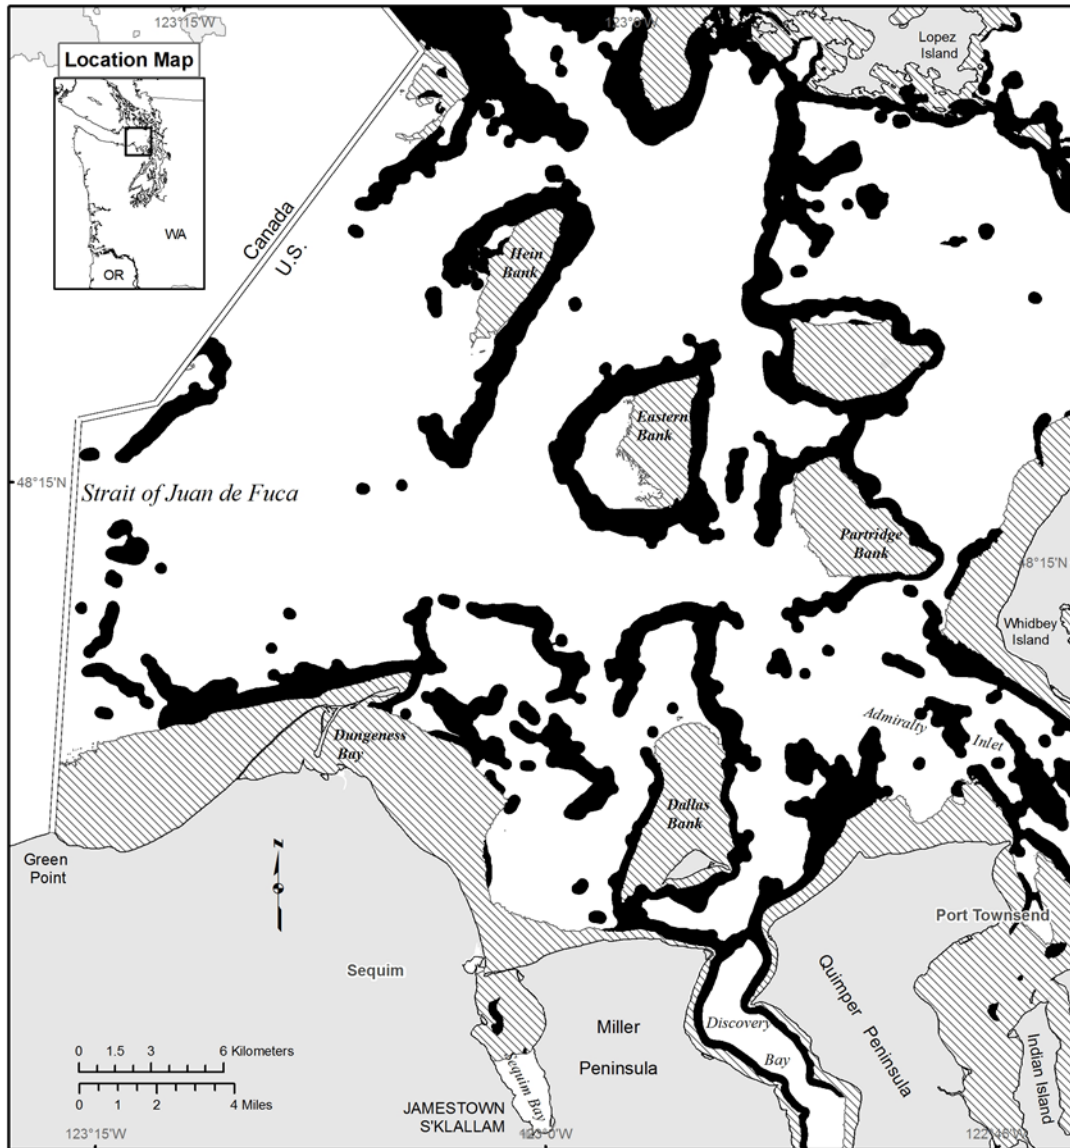 123°15'W
123°0'W
Lopez
Island
Location Map
WA
OR
Canada
U.S.
Hein
Bank
Eastern
Bank
48°15'N
Strait of Juan de Fuca
Partridge
Bank
48°15'N
Whidbey
Island
Admiralty
Inlet
Dungeness
Bay
Dallas
Bank
Green
Point
N
Port Townsend
Sequim
Quimper Peninsula
Discovery
Bay
Miller
Peninsula
Indian Island
Sequim Bay
0 1.5 3 6 Kilometers
0 1 2 4 Miles
JAMESTOWN
S'KLALLAM
123°15'W
123°0'W